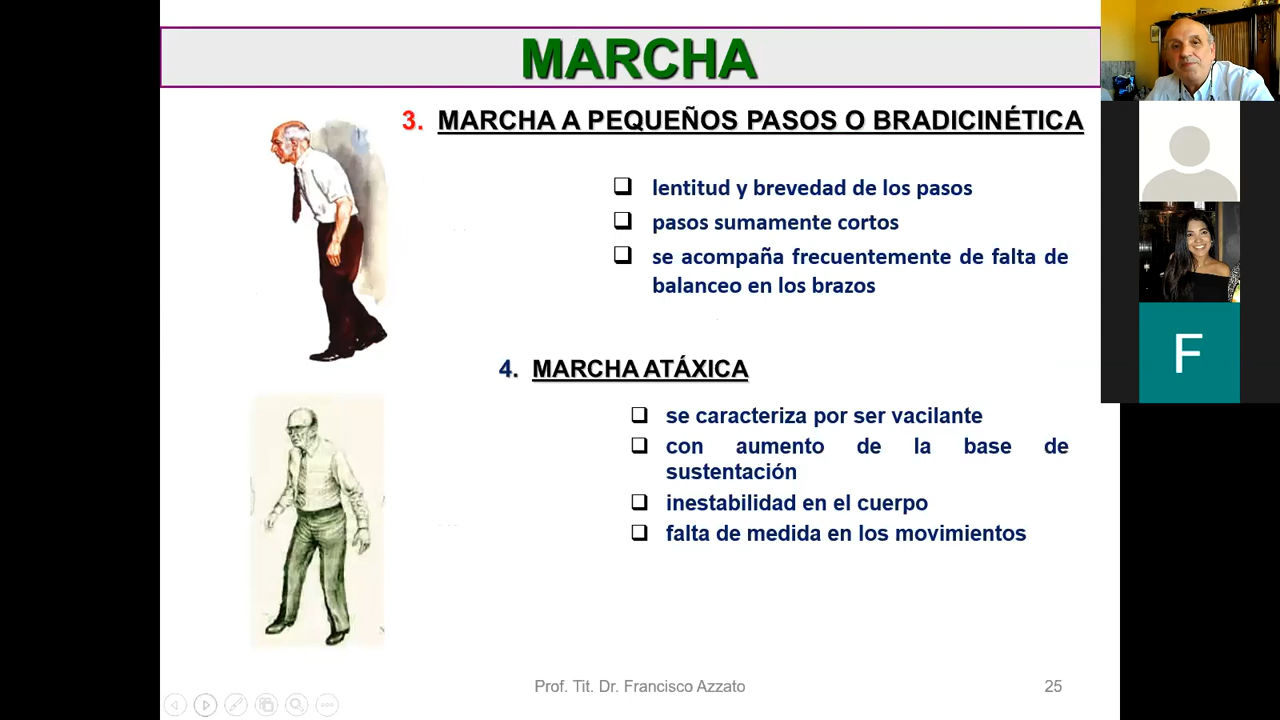 MARCHA
3. MARCHA A PEQUEÑOS PASOS O BRADICINÉTICA
lentitud y brevedad de los pasos
pasos sumamente cortos
se acompaña frecuentemente de falta de
balanceo en los brazos
4. MARCHA ATÁXICA
se caracteriza por ser vacilante
con aumento de la base de
sustentación
inestabilidad en el cuerpo
falta de medida en los movimientos
Prof. Tit. Dr. Francisco Azzato
25
F